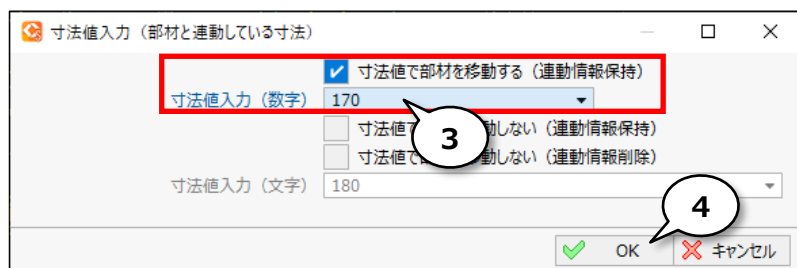 寸法値入力（部材と連動している寸法）
寸法値で部材を移動する（連動情報保持）
寸法値入力（数字） 170
3
寸法値で 動しない（連動情報保持）
寸法値で 動しない（連動情報削除）
寸法値入力（文字） 180
4
OK キャンセル